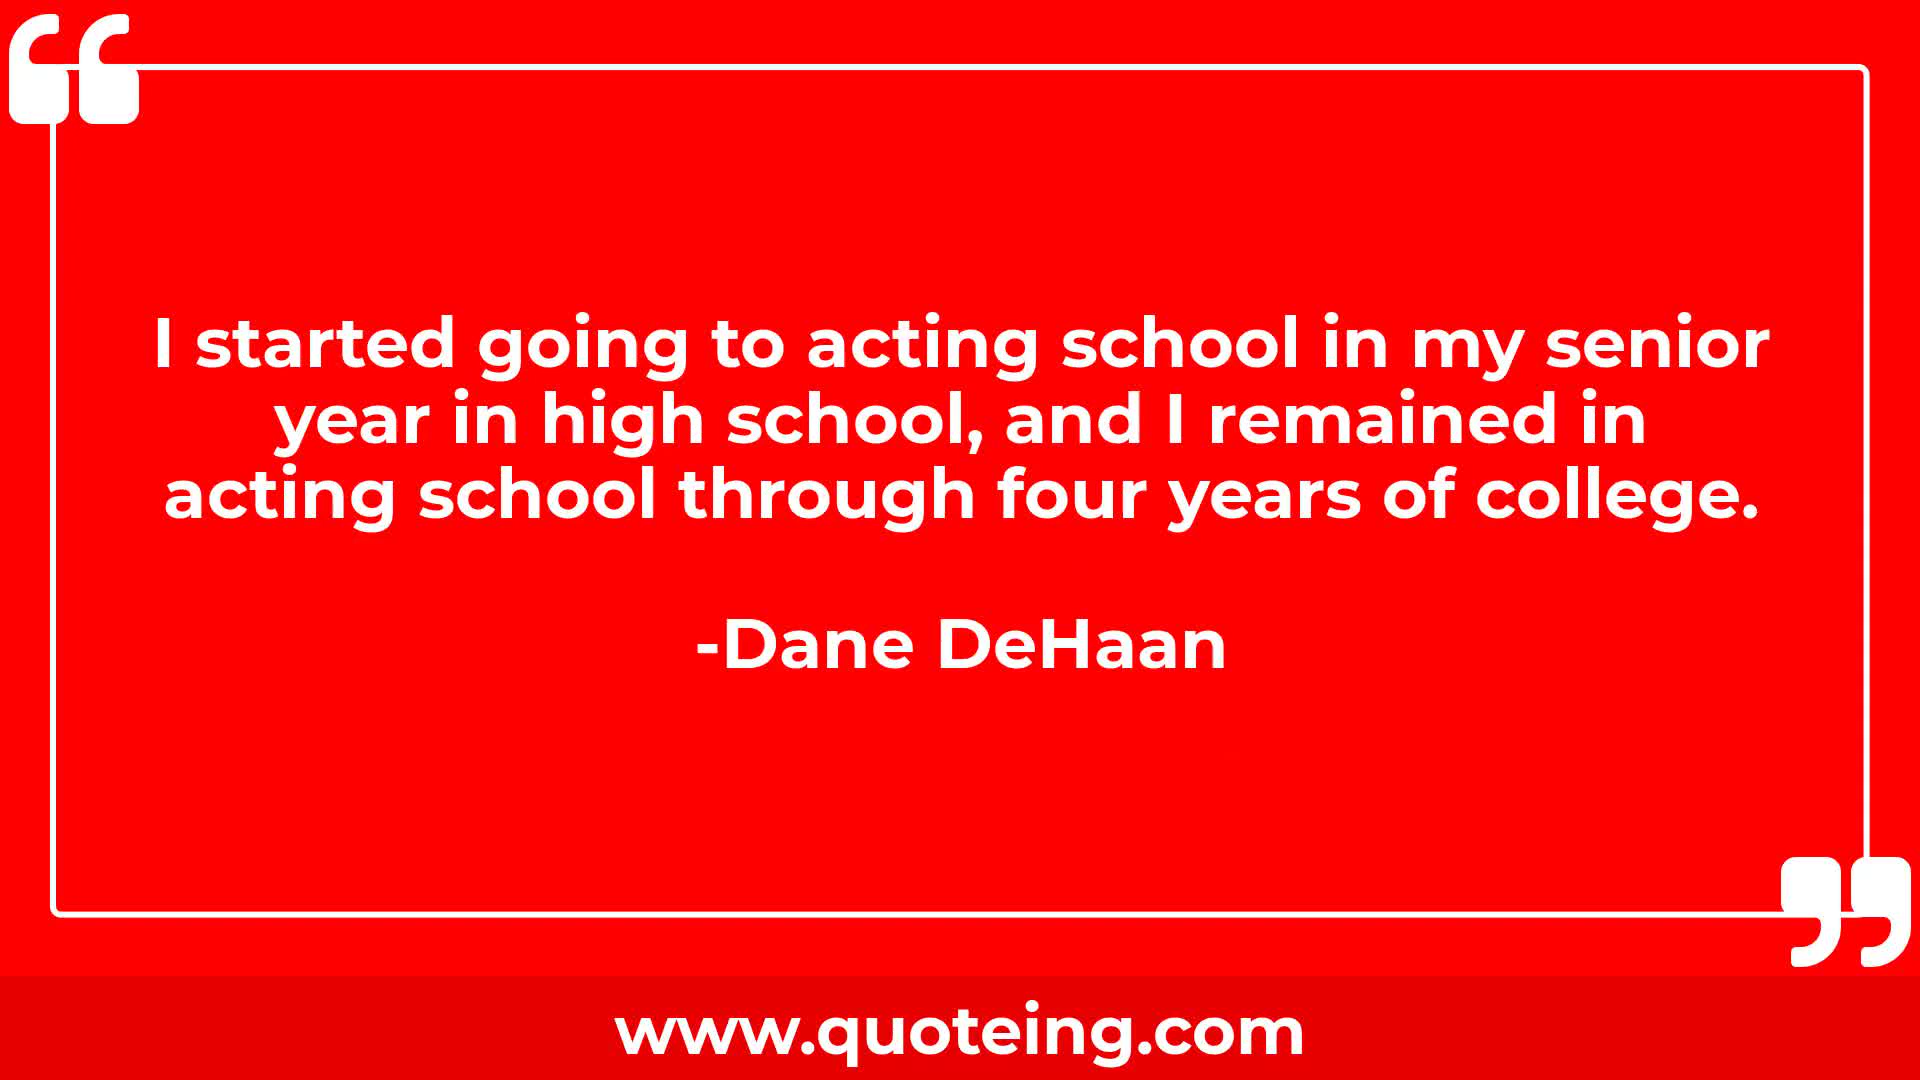 I started going to acting school in my senior
year in high school, and I remained in
acting school through four years of college.
-Dane DeHaan
www.quoteing.com